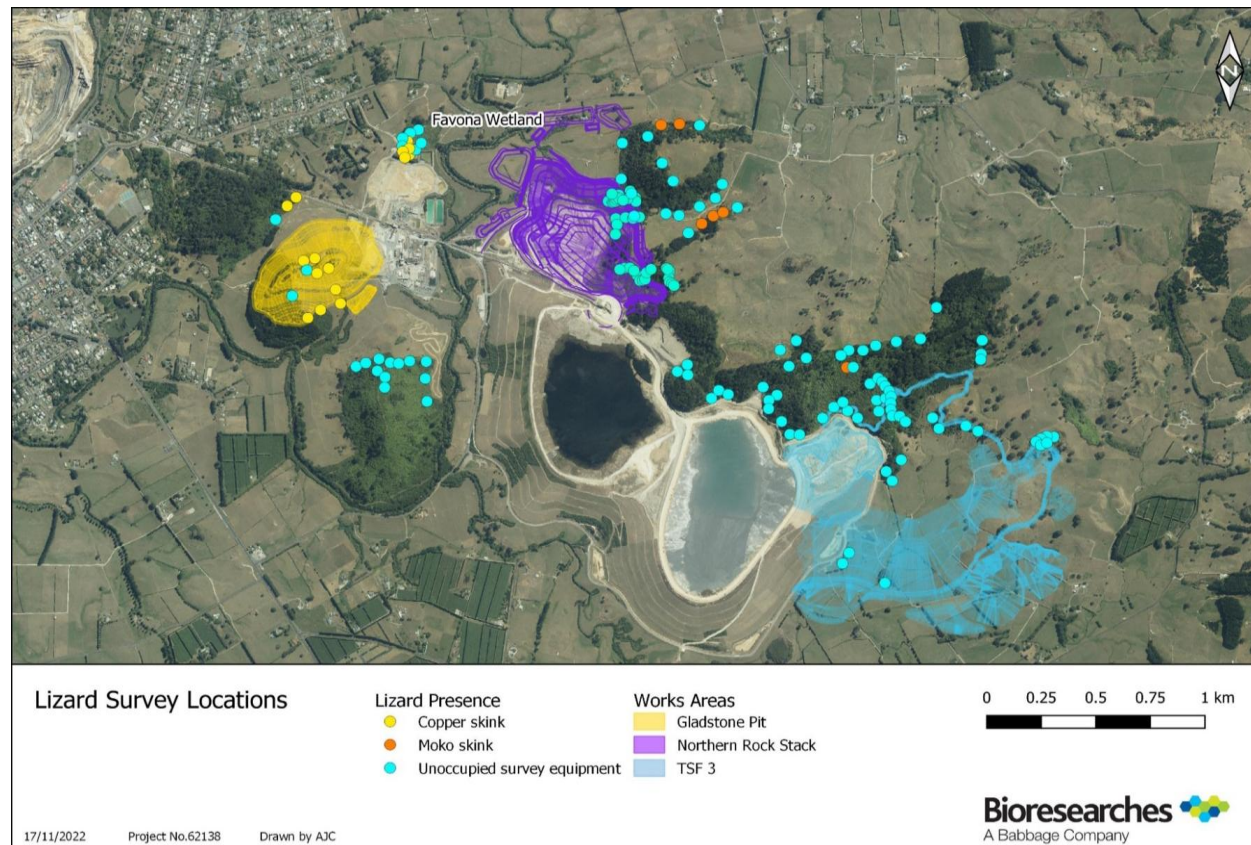 N
Favona Wetland
Lizard Survey Locations
Lizard Presence
Copper skink
Moko skink
Unoccupied survey equipment
Works Areas
Gladstone Pit
Northern Rock Stack
TSF 3
0 0.25 0.5 0.75 1 km
17/11/2022 Project No.62138 Drawn by AJC
Bioresearches
A Babbage Company